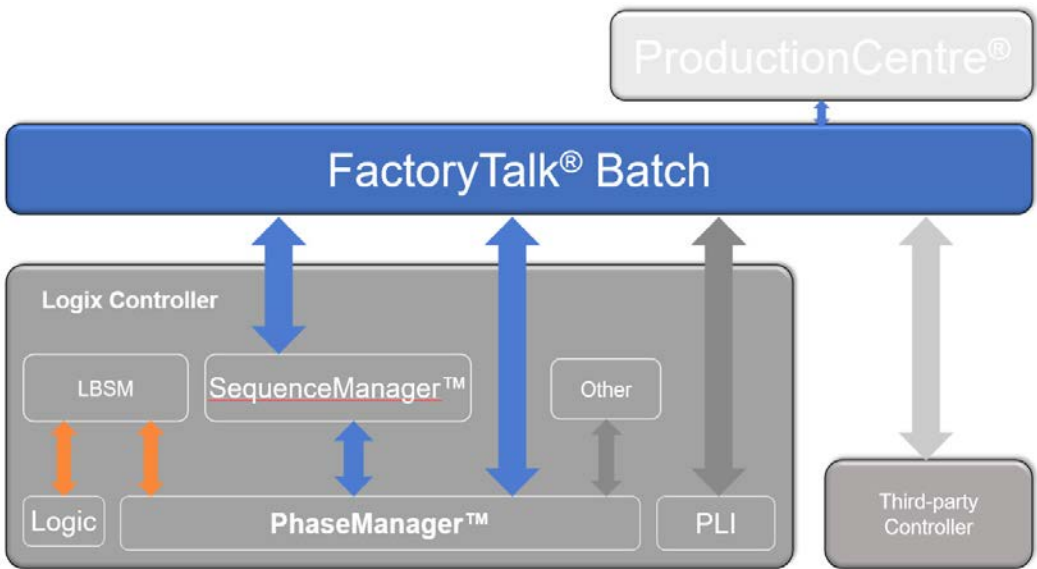 ProductionCentre®
FactoryTalk® Batch
Logix Controller
LBSM
SequenceManager™
Other
Logic
PhaseManager™
PLI
Third-party
Controller